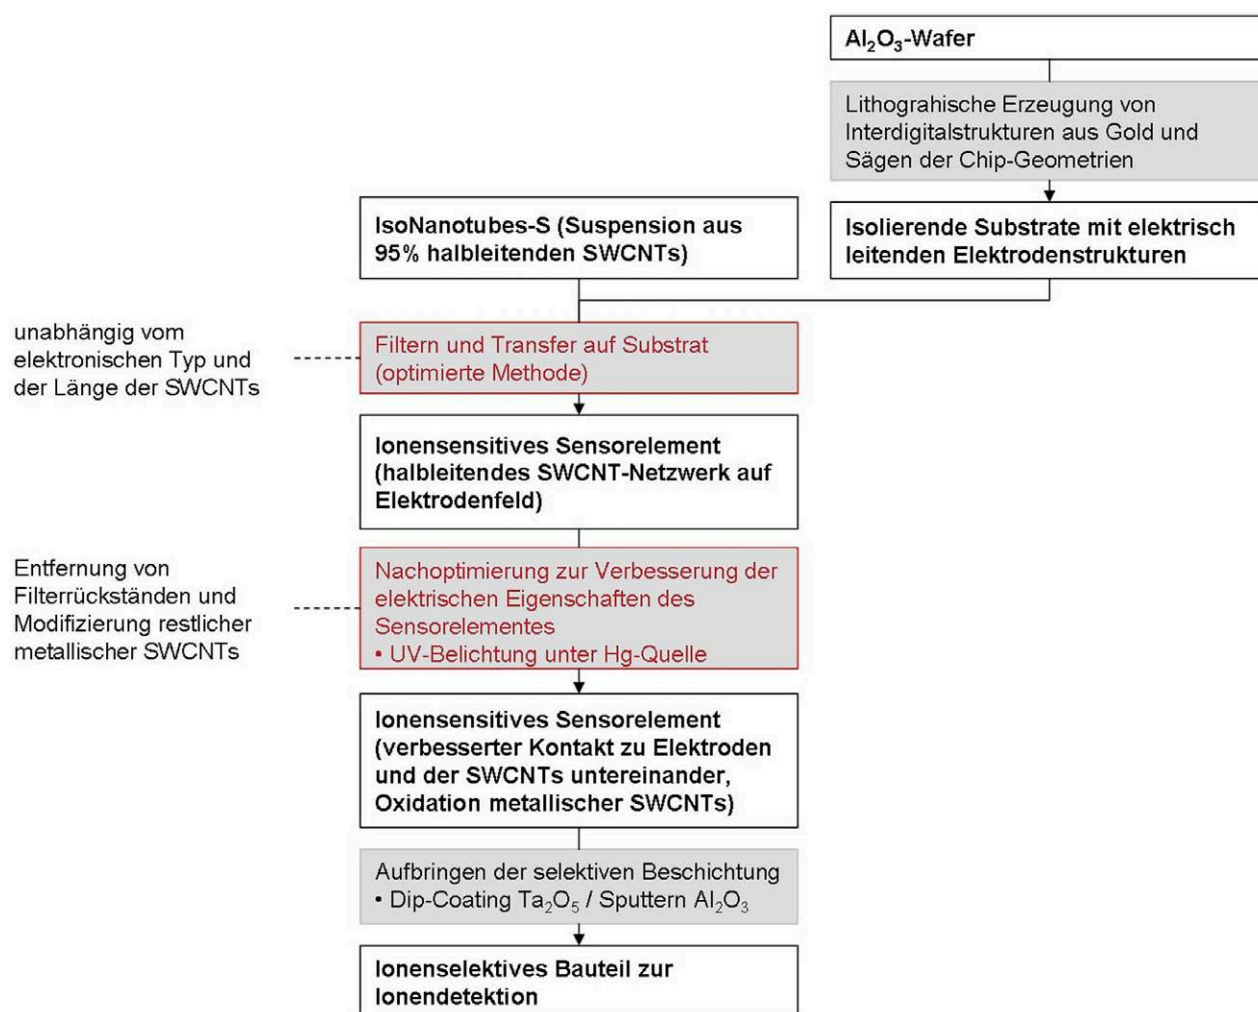 Al₂O₃-Wafer
Lithograhische Erzeugung von
Interdigitalstrukturen aus Gold und
Sägen der Chip-Geometrien
IsoNanotubes-S (Suspension aus
95% halbleitenden SWCNTs)
Isolierende Substrate mit elektrisch
leitenden Elektrodenstrukturen
unabhängig vom
elektronischen Typ und
der Länge der SWCNTs
Filtern und Transfer auf Substrat
(optimierte Methode)
Ionensensitives Sensorelement
(halbleitendes SWCNT-Netzwerk auf
Elektrodenfeld)
Entfernung von
Filterrückständen und
Modifizierung restlicher
metallischer SWCNTs
Nachoptimierung zur Verbesserung der
elektrischen Eigenschaften des
Sensorelementes
• UV-Belichtung unter Hg-Quelle
Ionensensitives Sensorelement
(verbesserter Kontakt zu Elektroden
und der SWCNTs untereinander,
Oxidation metallischer SWCNTs)
Aufbringen der selektiven Beschichtung
• Dip-Coating Ta₂O₅ / Sputtern Al₂O₃
Ionenselektives Bauteil zur
Ionendetektion